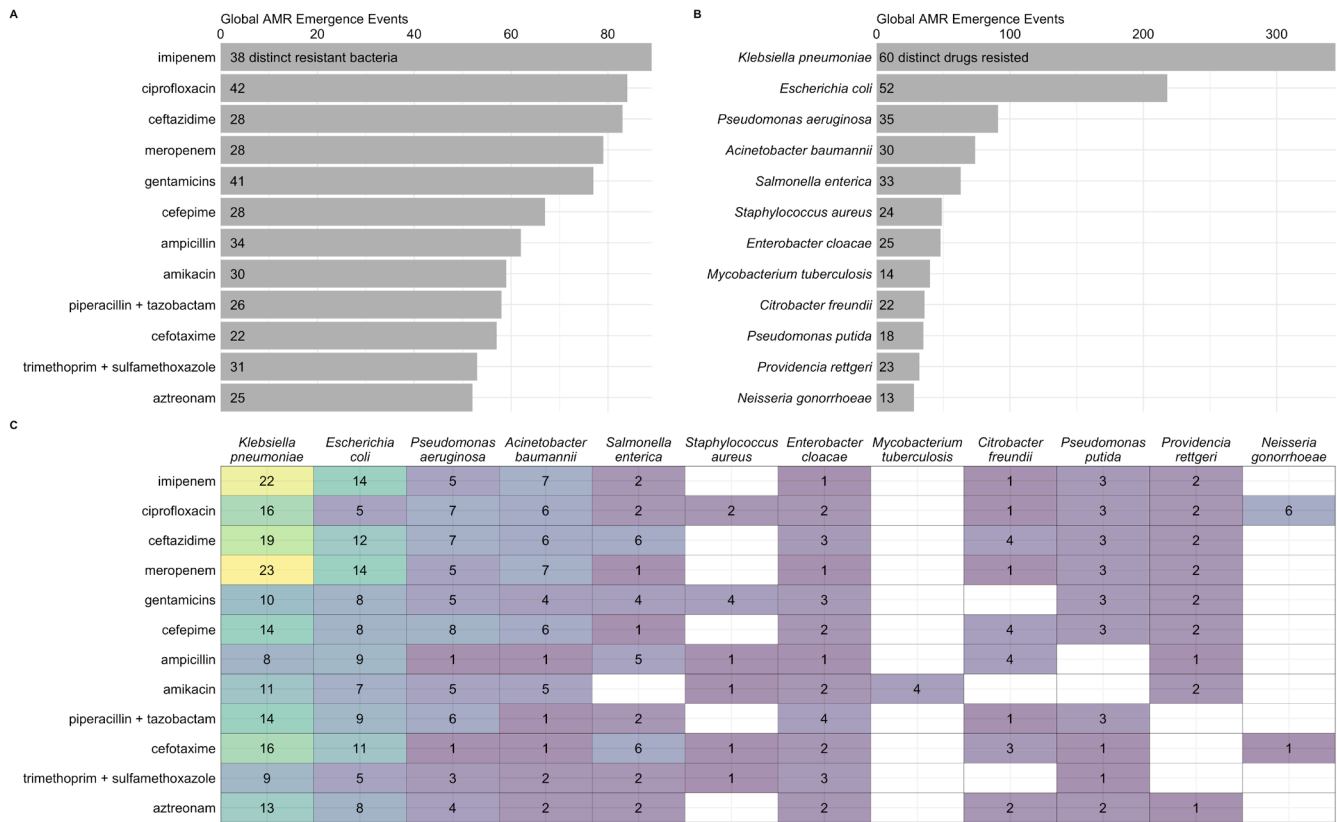 A
Global AMR Emergence Events
0 20 40 60 80
imipenem 38 distinct resistant bacteria
ciprofloxacin 42
ceftazidime 28
meropenem 28
gentamicins 41
cefepime 28
ampicillin 34
amikacin 30
piperacillin + tazobactam 26
cefotaxime 22
trimethoprim + sulfamethoxazole 31
aztreonam 25
B
Global AMR Emergence Events
0 100 200 300
Klebsiella pneumoniae 60 distinct drugs resisted
Escherichia coli 52
Pseudomonas aeruginosa 35
Acinetobacter baumannii 30
Salmonella enterica 33
Staphylococcus aureus 24
Enterobacter cloacae 25
Mycobacterium tuberculosis 14
Citrobacter freundii 22
Pseudomonas putida 18
Providencia rettgeri 23
Neisseria gonorrhoeae 13
C
Klebsiella Escherichia Pseudomonas Acinetobacter Salmonella Staphylococcus Enterobacter Mycobacterium Citrobacter Pseudomonas Providencia Neisseria
pneumoniae coli aeruginosa baumannii enterica aureus cloacae tuberculosis freundii putida rettgeri gonorrhoeae
imipenem 22 14 5 7 2 1 1 3 2
ciprofloxacin 16 5 7 6 2 2 2 1 3 2 6
ceftazidime 19 12 7 6 6 3 4 3 2
meropenem 23 14 5 7 1 1 1 3 2
gentamicins 10 8 5 4 4 4 3 3 2
cefepime 14 8 8 6 1 2 4 3 2
ampicillin 8 9 1 1 5 1 1 4 1
amikacin 11 7 5 5 1 2 4 2
piperacillin + tazobactam 14 9 6 1 2 4 1 3
cefotaxime 16 11 1 1 6 1 2 3 1 1
trimethoprim + sulfamethoxazole 9 5 3 2 2 1 3 1
aztreonam 13 8 4 2 2 2 2 2 1